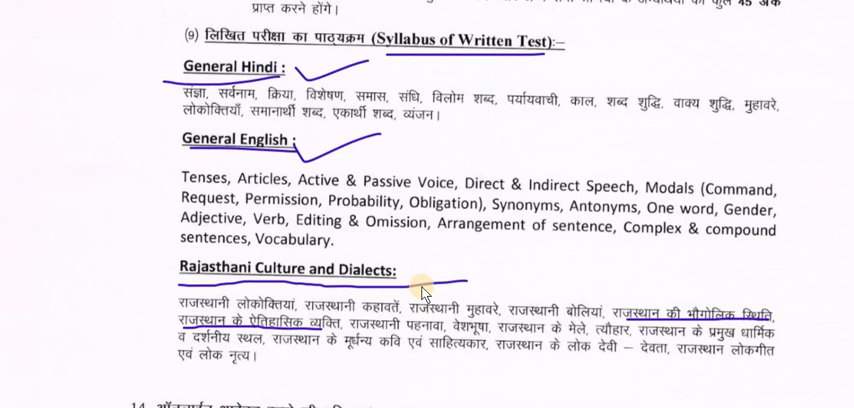 प्राप्त करने होंगे।
कुल 45 अंक
(9) लिखित परीक्षा का पाठ्यक्रम (Syllabus of Written Test):–
General Hindi :
संज्ञा, सर्वनाम, क्रिया, विशेषण, समास, संधि, विलोम शब्द, पर्यायवाची, काल, शब्द शुद्धि, वाक्य शुद्धि, मुहावरे,
लोकोक्तियाँ, समानार्थी शब्द, एकार्थी शब्द, व्यंजन।
General English :
Tenses, Articles, Active & Passive Voice, Direct & Indirect Speech, Modals (Command,
Request, Permission, Probability, Obligation), Synonyms, Antonyms, One word, Gender,
Adjective, Verb, Editing & Omission, Arrangement of sentence, Complex & compound
sentences, Vocabulary.
Rajasthani Culture and Dialects:
राजस्थानी लोकोक्तियां, राजस्थानी कहावतें, राजस्थानी मुहावरे, राजस्थानी बोलियां, राजस्थान की भौगोलिक स्थिति,
राजस्थान के ऐतिहासिक व्यक्ति, राजस्थानी पहनावा, वेशभूषा, राजस्थान के मेले, त्यौहार, राजस्थान के प्रमुख धार्मिक
व दर्शनीय स्थल, राजस्थान के मूर्धन्य कवि एवं साहित्यकार, राजस्थान के लोक देवी – देवता, राजस्थान लोकगीत
एवं लोक नृत्य।